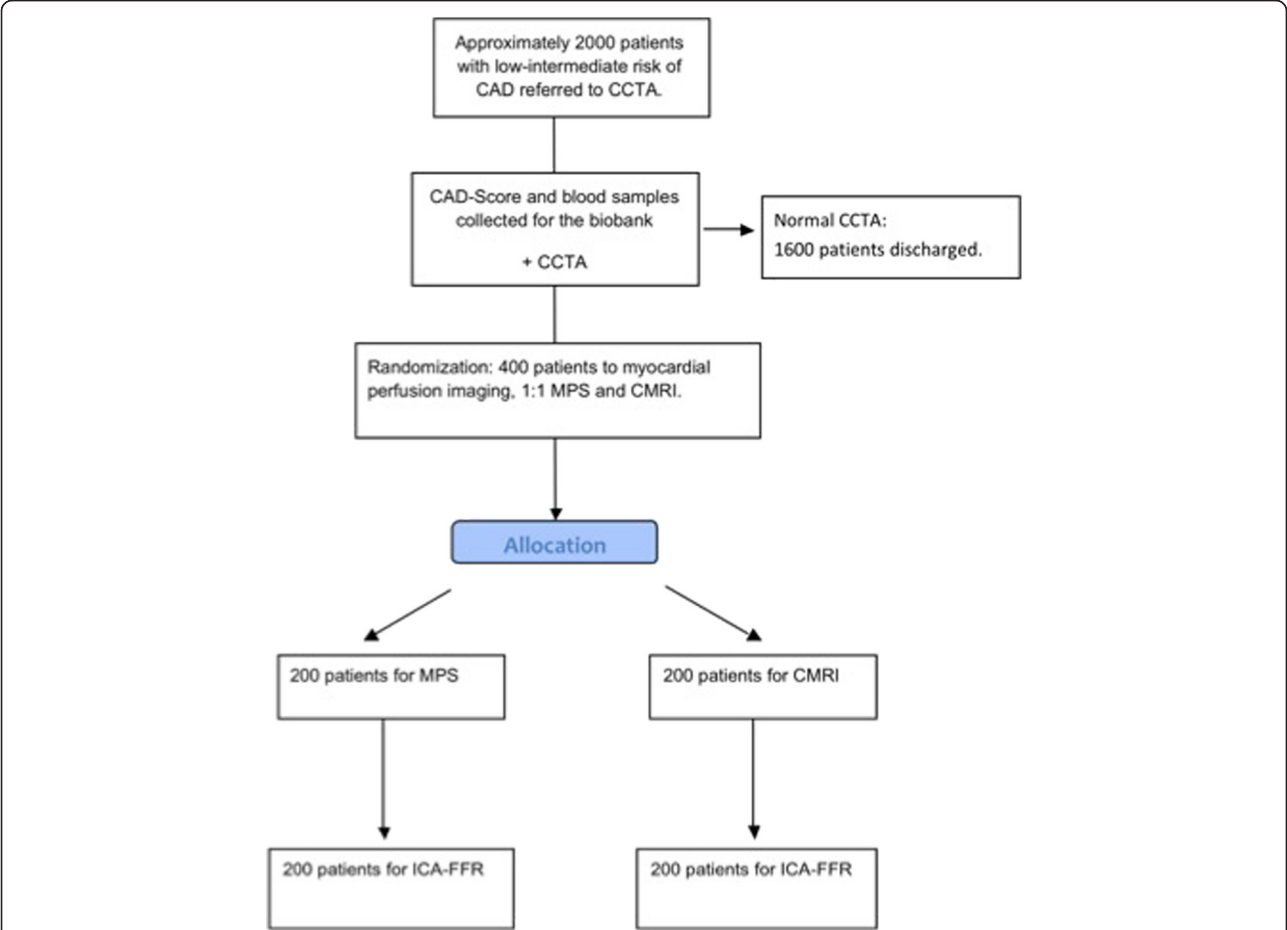 Approximately 2000 patients
with low-intermediate risk of
CAD referred to CCTA.
CAD-Score and blood samples
collected for the biobank
+ CCTA
Normal CCTA:
1600 patients discharged.
Randomization: 400 patients to myocardial
perfusion imaging, 1:1 MPS and CMRI.
Allocation
200 patients for MPS
200 patients for CMRI
200 patients for ICA-FFR
200 patients for ICA-FFR